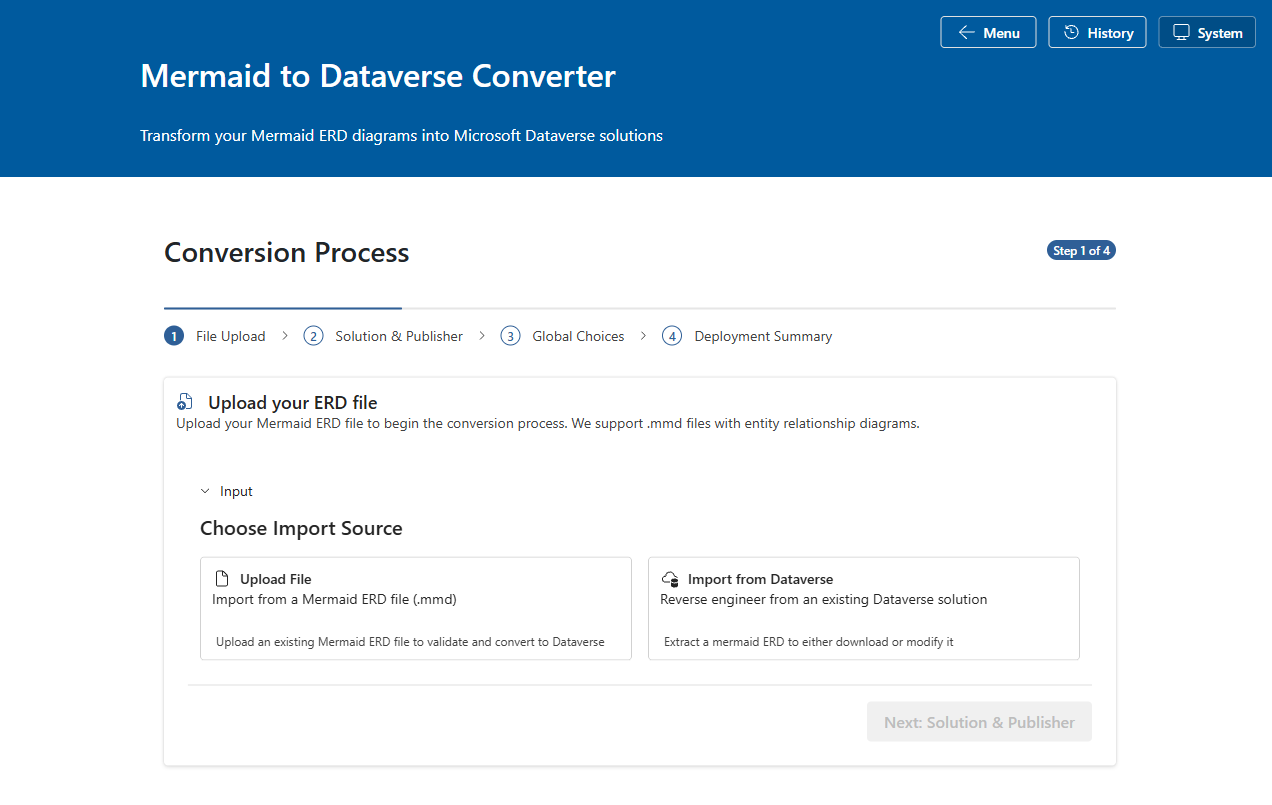 Menu
History
System
Mermaid to Dataverse Converter
Transform your Mermaid ERD diagrams into Microsoft Dataverse solutions
Conversion Process
Step 1 of 4
1 File Upload > 2 Solution & Publisher > 3 Global Choices > 4 Deployment Summary
Upload your ERD file
Upload your Mermaid ERD file to begin the conversion process. We support .mmd files with entity relationship diagrams.
Input
Choose Import Source
Upload File
Import from a Mermaid ERD file (.mmd)
Upload an existing Mermaid ERD file to validate and convert to Dataverse
Import from Dataverse
Reverse engineer from an existing Dataverse solution
Extract a mermaid ERD to either download or modify it
Next: Solution & Publisher